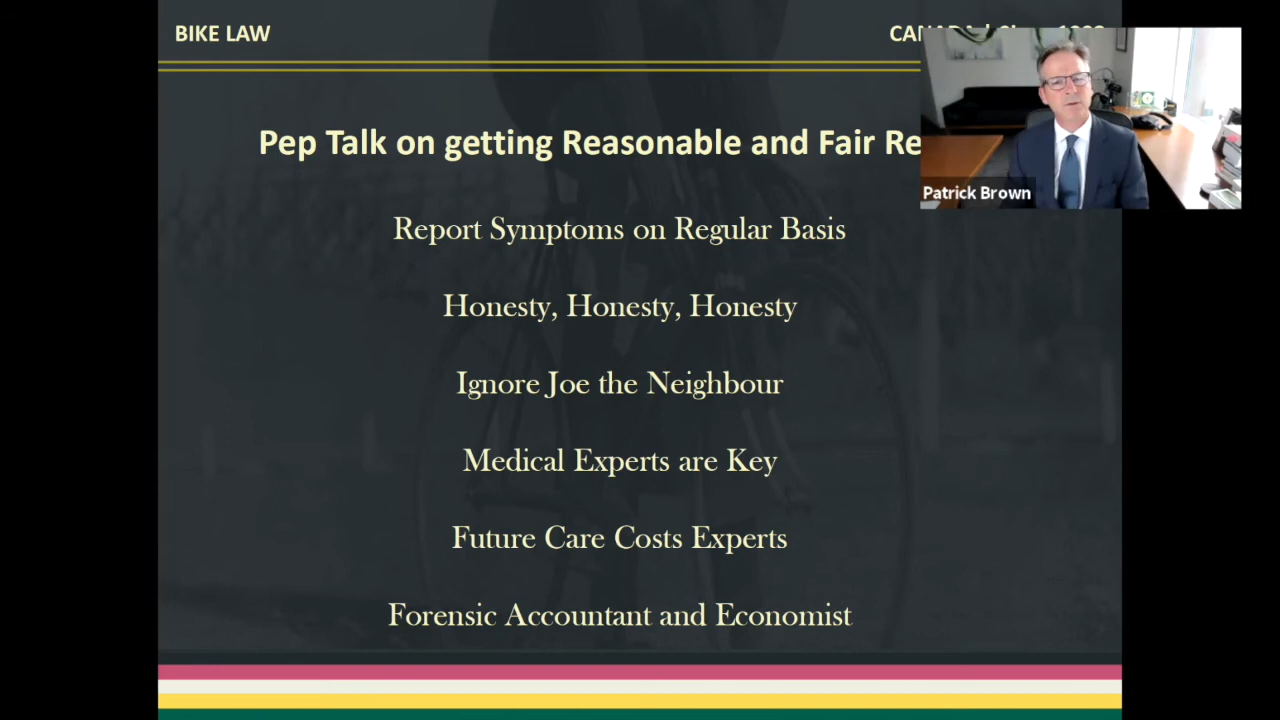 BIKE LAW
Pep Talk on getting Reasonable and Fair
Patrick Brown
Report Symptoms on Regular Basis
Honesty, Honesty, Honesty
Ignore Joe the Neighbour
Medical Experts are Key
Future Care Costs Experts
Forensic Accountant and Economist